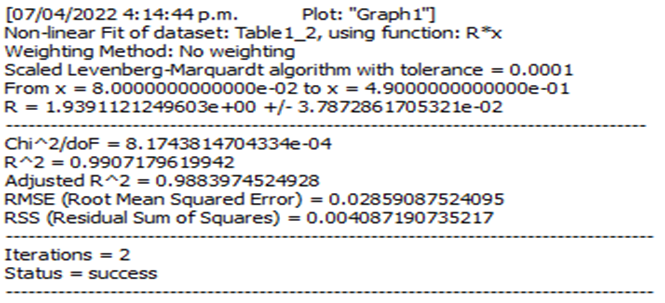 [07/04/2022 4:14:44 p.m. Plot: "Graph1"]
Non-linear Fit of dataset: Table1_2, using function: R*x
Weighting Method: No weighting
Scaled Levenberg-Marquardt algorithm with tolerance = 0.0001
From x = 8.0000000000000e-02 to x = 4.9000000000000e-01
R = 1.9391121249603e+00 +/- 3.7872861705321e-02
---------------------------------------------------------------------------------------
Chi^2/doF = 8.1743814704334e-04
R^2 = 0.9907179619942
Adjusted R^2 = 0.9883974524928
RMSE (Root Mean Squared Error) = 0.02859087524095
RSS (Residual Sum of Squares) = 0.004087190735217
---------------------------------------------------------------------------------------
Iterations = 2
Status = success
---------------------------------------------------------------------------------------